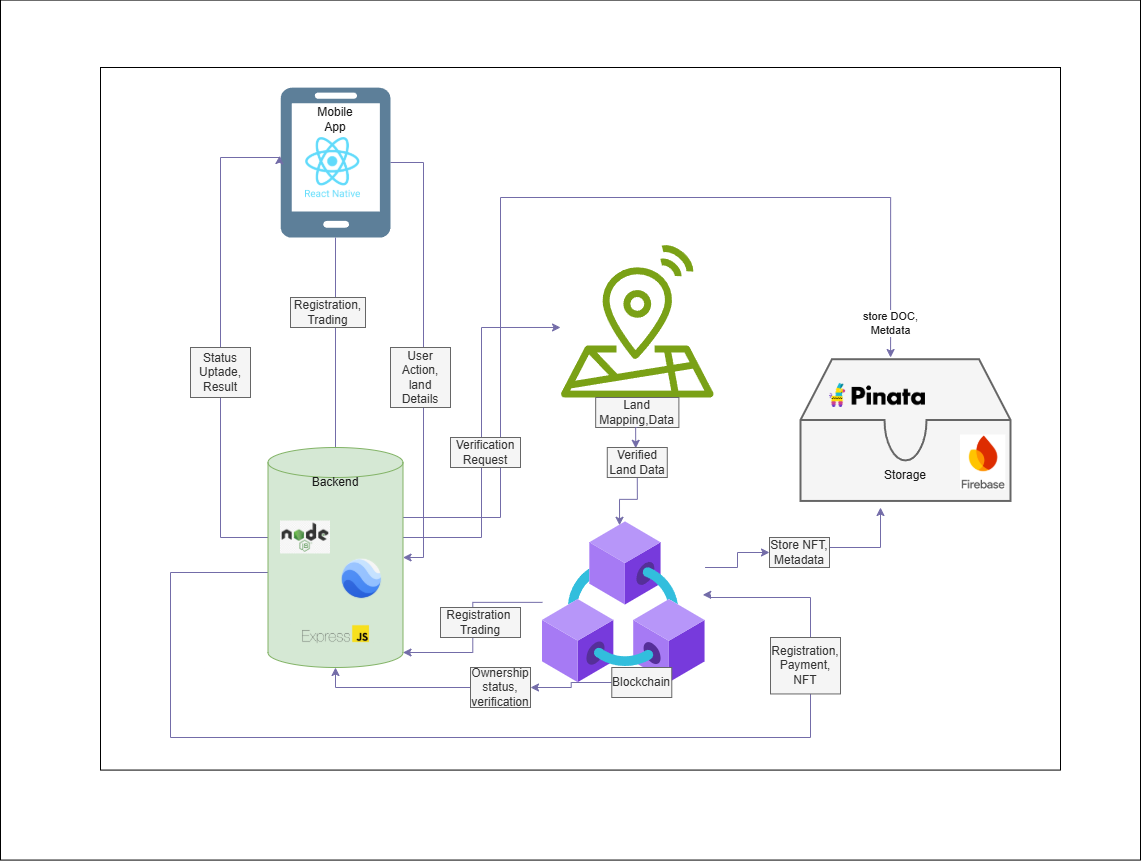 Mobile
App
React Native
Registration,
Trading
store DOC,
Metdata
Status
Uptade,
Result
User
Action,
land
Details
Pinata
Land
Mapping,Data
Verification
Request
Verified
Land Data
Storage
Firebase
Backend
node
JS
Store NFT,
Metadata
Express JS
Registration
Trading
Registration,
Payment,
NFT
Ownership
status,
verification
Blockchain